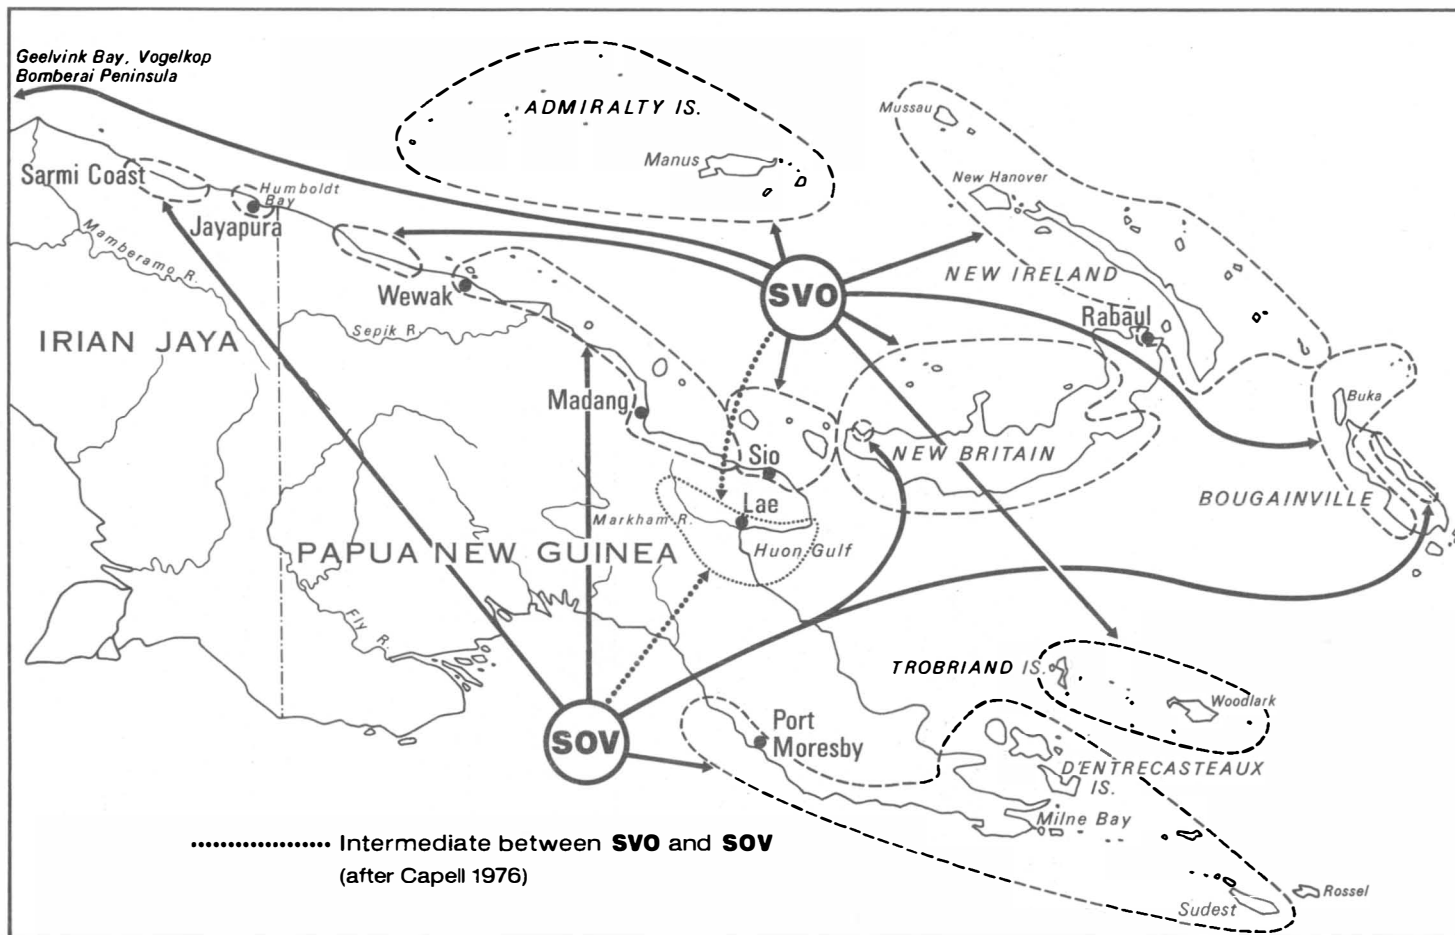 Geelvink Bay, Vogelkop
Bomberai Peninsula
ADMIRALTY IS.
Mussau
Manus
New Hanover
Sarmi Coast
Humboldt
Bay
Jayapura
Mamberamo R.
NEW IRELAND
SVO
Wewak
Rabaul
Sepik R.
IRIAN JAYA
Madang
Buka
Sio
NEW BRITAIN
BOUGAINVILLE
Lae
Markham R.
PAPUA NEW GUINEA
Huon Gulf
Fly R.
TROBRIAND IS.
Woodlark
SOV
Port
Moresby
D'ENTRECASTEAUX
IS.
Milne Bay
Intermediate between SVO and SOV
(after Capell 1976)
Rossel
Sudest